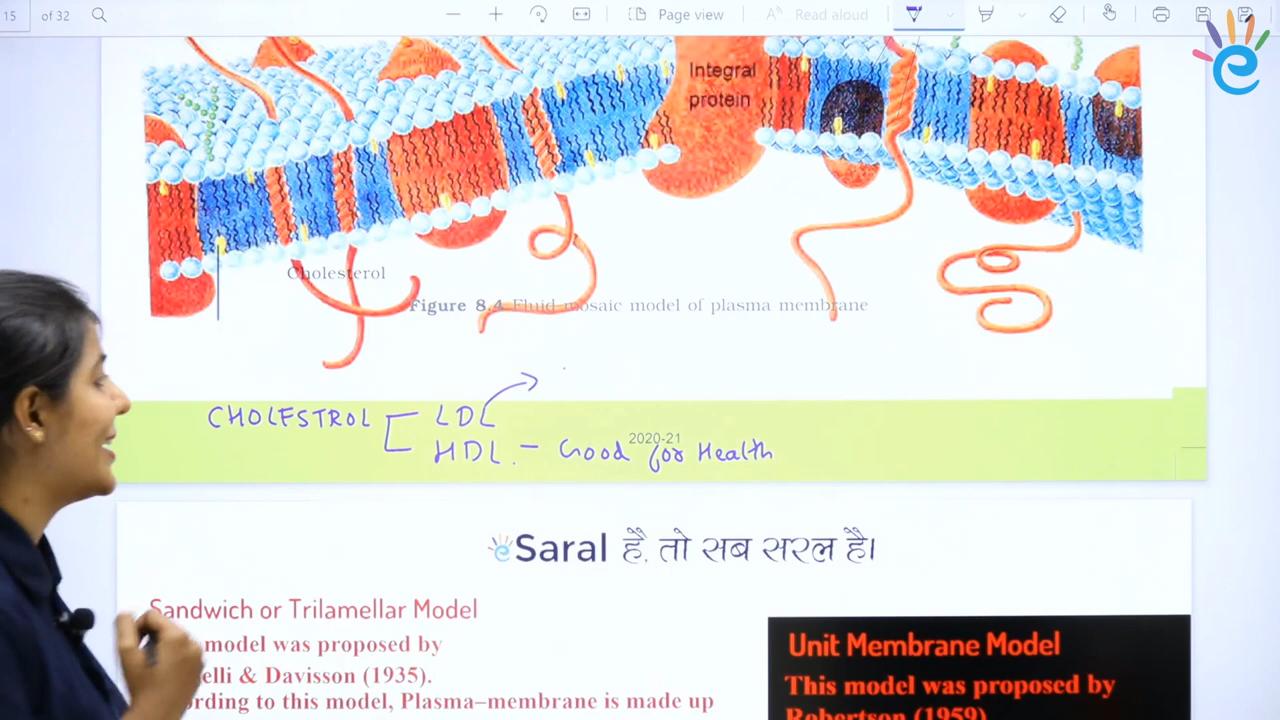 15 of 32 Page view Read aloud
Integral
protein
Cholesterol
Figure 8.4 Fluid mosaic model of plasma membrane
CHOLESTROL LDL
HDL. - Good for Health
2020-21
eSaral है, तो सब सरल है।
Sandwich or Trilamellar Model
model was proposed by
elli & Davisson (1935).
ording to this model, Plasma–membrane is made up
Unit Membrane Model
This model was proposed by
Robertson (1959)
e